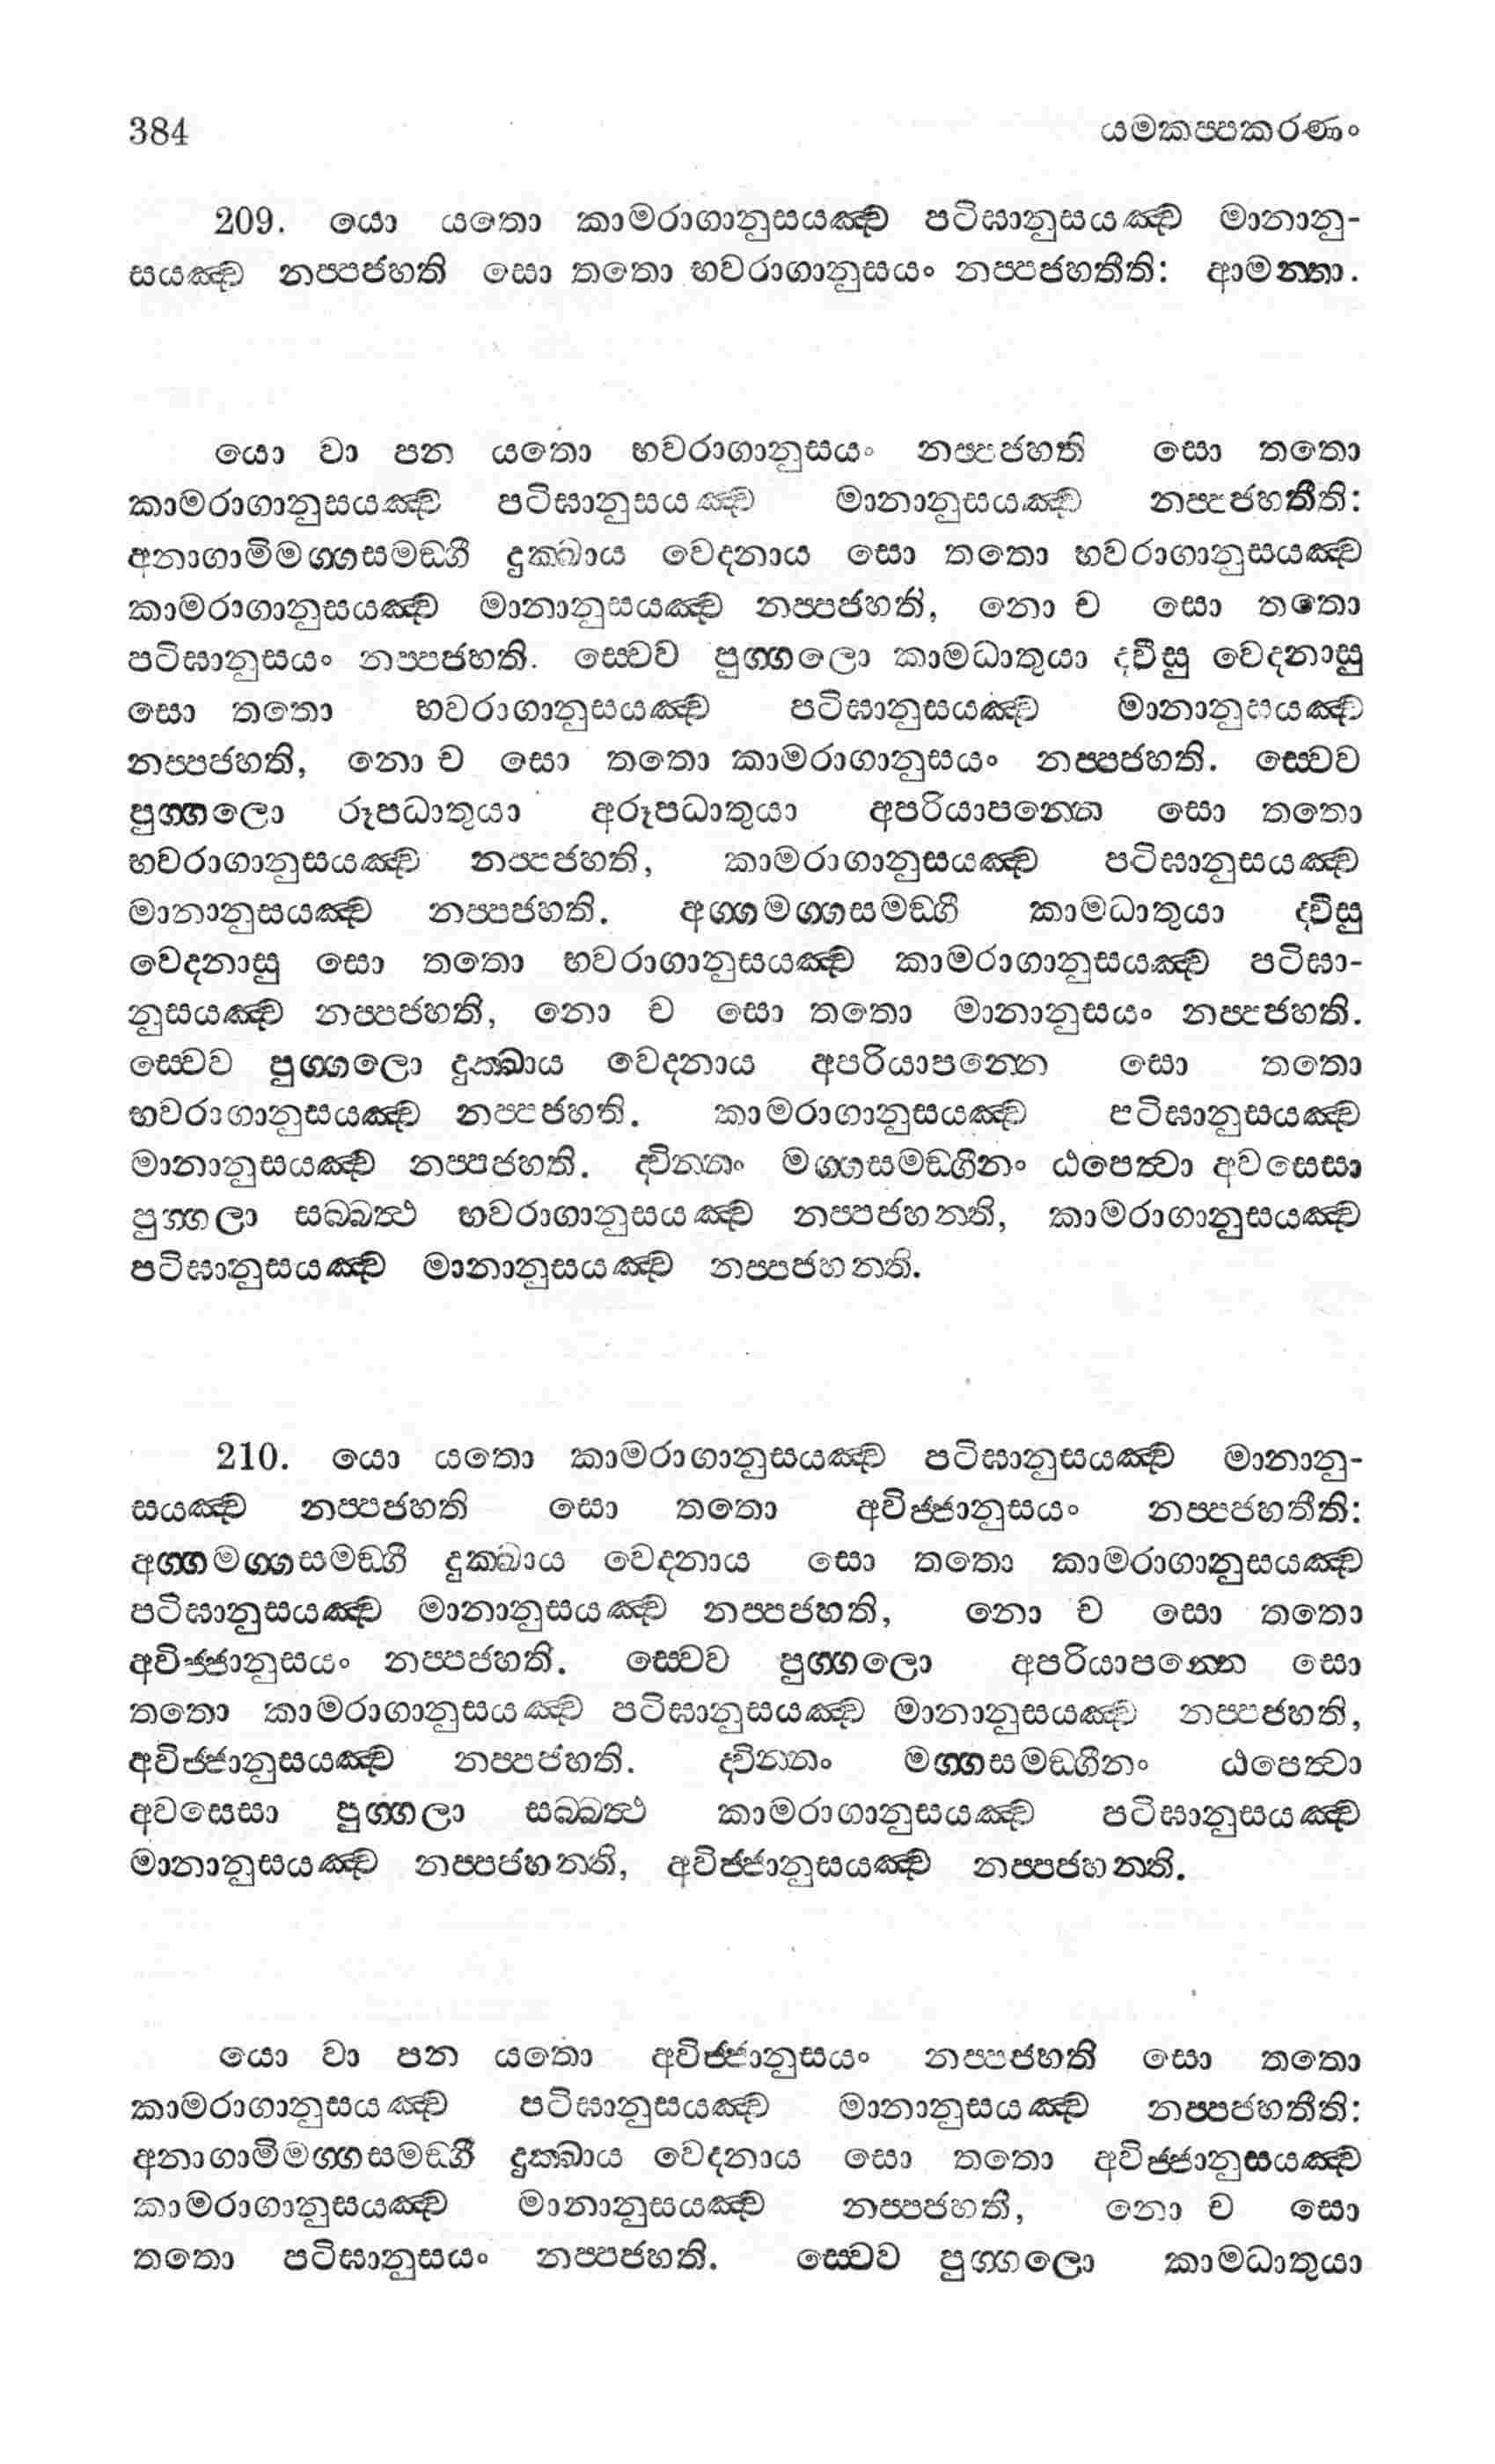 384 යමකප්පකරණං
209. යො යතො කාමරාගානුසයඤ්ච පටිඝානුසයඤ්ච මානානු-
සයඤ්ච නප්පජහති සො තතො භවරාගානුසයං නප්පජහතීති: ආමන්තා.
යො වා පන යතො භවරාගානුසයං නප්පජහති සො තතො
කාමරාගානුසයඤ්ච පටිඝානුසයඤ්ච මානානුසයඤ්ච නප්පජහතීති:
අනාගාමිමග්ගසමඞ්ගී දුක්ඛාය වෙදනාය සො තතො භවරාගානුසයඤ්ච
කාමරාගානුසයඤ්ච මානානුසයඤ්ච නප්පජහති, නො ච සො තතො
පටිඝානුසයං නප්පජහති. ස්වෙව පුග්ගලො කාමධාතුයා ද්වීසු වෙදනාසු
සො තතො භවරාගානුසයඤ්ච පටිඝානුසයඤ්ච මානානුසයඤ්ච
නප්පජහති, නො ච සො තතො කාමරාගානුසයං නප්පජහති. ස්වෙව
පුග්ගලො රූපධාතුයා අරූපධාතුයා අපරියාපන්නෙ සො තතො
භවරාගානුසයඤ්ච නප්පජහති, කාමරාගානුසයඤ්ච පටිඝානුසයඤ්ච
මානානුසයඤ්ච නප්පජහති. අග්ගමග්ගසමඞ්ගී කාමධාතුයා ද්වීසු
වෙදනාසු සො තතො භවරාගානුසයඤ්ච කාමරාගානුසයඤ්ච පටිඝා-
නුසයඤ්ච නප්පජහති, නො ච සො තතො මානානුසයං නප්පජහති.
ස්වෙව පුග්ගලො දුක්ඛාය වෙදනාය අපරියාපන්නෙ සො තතො
භවරාගානුසයඤ්ච නප්පජහති. කාමරාගානුසයඤ්ච පටිඝානුසයඤ්ච
මානානුසයඤ්ච නප්පජහති. ද්වින්නං මග්ගසමඞ්ගීනං ඨපෙත්වා අවසෙසා
පුග්ගලා සබ්බත්ථ භවරාගානුසයඤ්ච නප්පජහන්ති, කාමරාගානුසයඤ්ච
පටිඝානුසයඤ්ච මානානුසයඤ්ච නප්පජහන්ති.
210. යො යතො කාමරාගානුසයඤ්ච පටිඝානුසයඤ්ච මානානු-
සයඤ්ච නප්පජහති සො තතො අවිජ්ජානුසයං නප්පජහතීති:
අග්ගමග්ගසමඞ්ගී දුක්ඛාය වෙදනාය සො තතො කාමරාගානුසයඤ්ච
පටිඝානුසයඤ්ච මානානුසයඤ්ච නප්පජහති, නො ච සො තතො
අවිජ්ජානුසයං නප්පජහති. ස්වෙව පුග්ගලො අපරියාපන්නෙ සො
තතො කාමරාගානුසයඤ්ච පටිඝානුසයඤ්ච මානානුසයඤ්ච නප්පජහති,
අවිජ්ජානුසයඤ්ච නප්පජහති. ද්වින්නං මග්ගසමඞ්ගීනං ඨපෙත්වා
අවසෙසා පුග්ගලා සබ්බත්ථ කාමරාගානුසයඤ්ච පටිඝානුසයඤ්ච
මානානුසයඤ්ච නප්පජහන්ති, අවිජ්ජානුසයඤ්ච නප්පජහන්ති.
යො වා පන යතො අවිජ්ජානුසයං නප්පජහති සො තතො
කාමරාගානුසයඤ්ච පටිඝානුසයඤ්ච මානානුසයඤ්ච නප්පජහතීති:
අනාගාමිමග්ගසමඞ්ගී දුක්ඛාය වෙදනාය සො තතො අවිජ්ජානුසයඤ්ච
කාමරාගානුසයඤ්ච මානානුසයඤ්ච නප්පජහති, නො ච සො
තතො පටිඝානුසයං නප්පජහති. ස්වෙව පුග්ගලො කාමධාතුයා